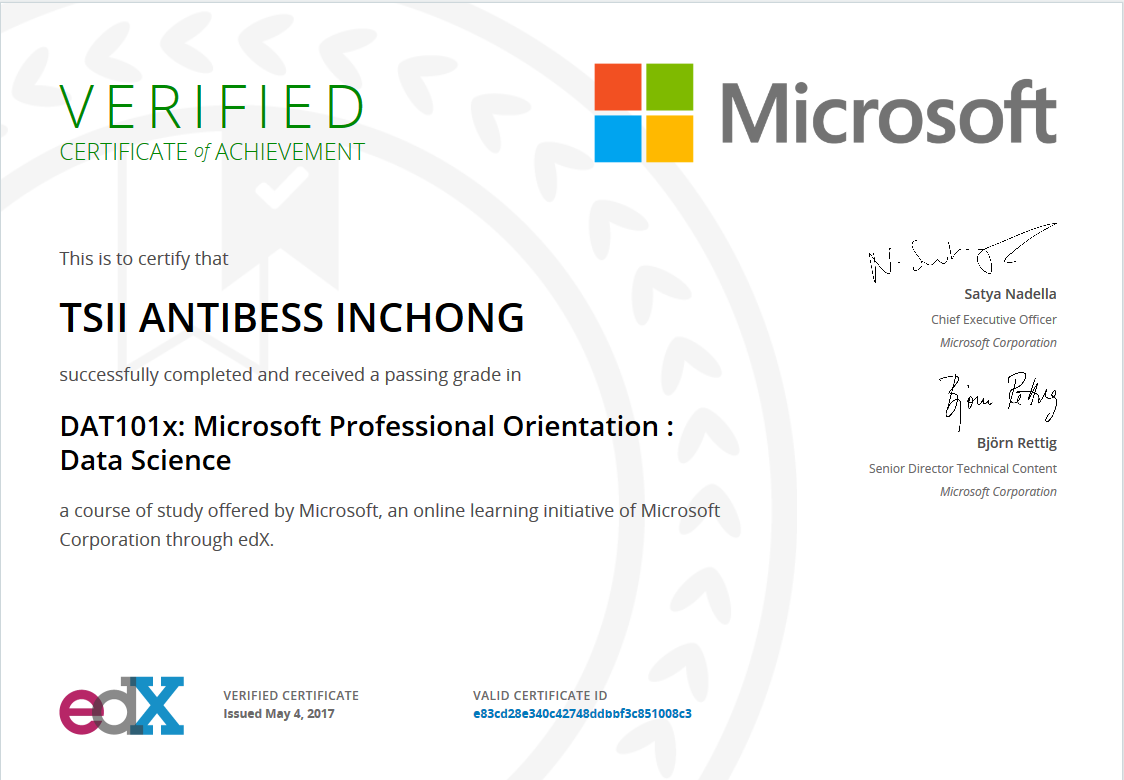 VERIFIED
CERTIFICATE of ACHIEVEMENT
Microsoft
This is to certify that
TSII ANTIBESS INCHONG
successfully completed and received a passing grade in
DAT101x: Microsoft Professional Orientation :
Data Science
a course of study offered by Microsoft, an online learning initiative of Microsoft
Corporation through edX.
Satya Nadella
Chief Executive Officer
Microsoft Corporation
Björn Rettig
Björn Rettig
Senior Director Technical Content
Microsoft Corporation
edX
VERIFIED CERTIFICATE
Issued May 4, 2017
VALID CERTIFICATE ID
e83cd28e340c42748ddbbf3c851008c3